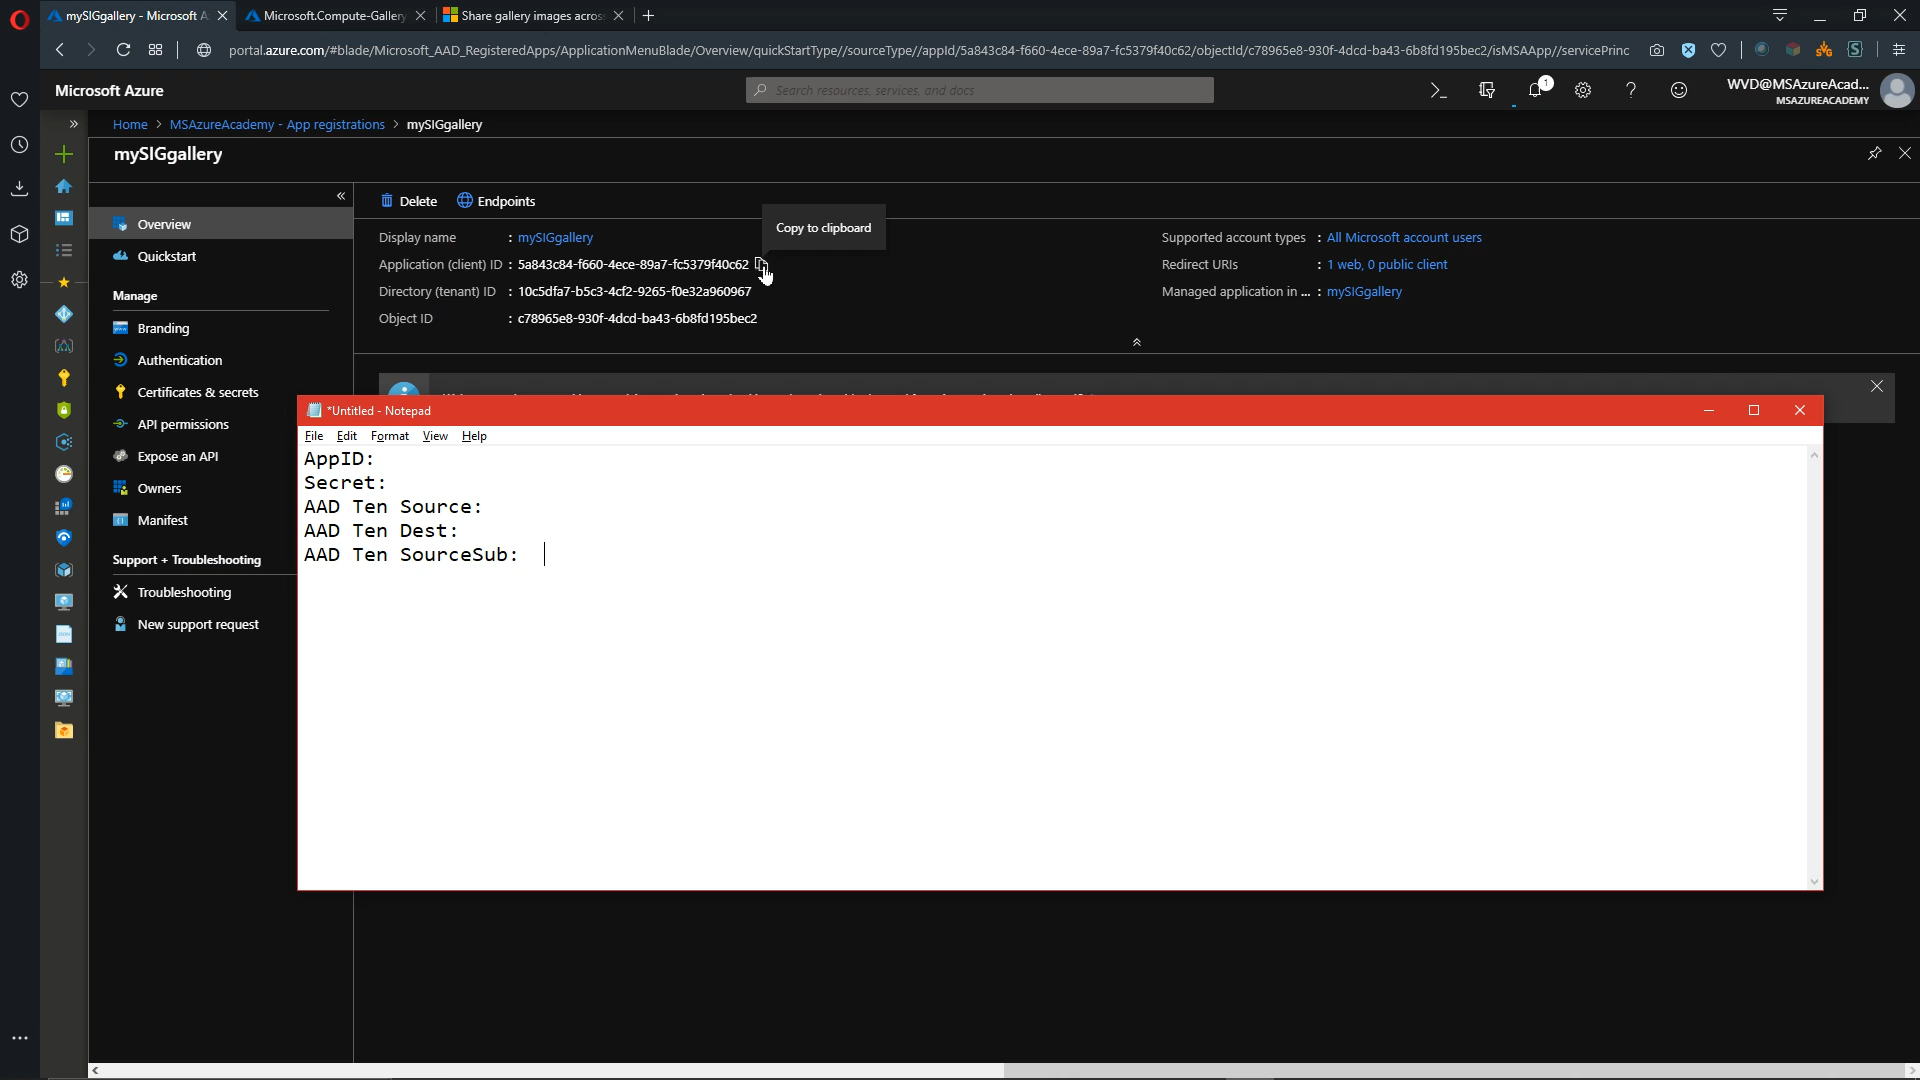 mySIGgallery - Microsoft A
Microsoft.Compute-Gallery
Share gallery images acros
portal.azure.com/#blade/Microsoft_AAD_RegisteredApps/ApplicationMenuBlade/Overview/quickStartType//sourceType//appId/5a843c84-f660-4ece-89a7-fc5379f40c62/objectId/c78965e8-930f-4dcd-ba43-6b8fd195bec2/isMSAApp//servicePrinc
Microsoft Azure
Search resources, services, and docs
1
WVD@MSAzureAcad...
MSAZUREACADEMY
Home > MSAzureAcademy - App registrations > mySIGgallery
mySIGgallery
Overview
Quickstart
Manage
Branding
Authentication
Certificates & secrets
API permissions
Expose an API
Owners
Manifest
Support + Troubleshooting
Troubleshooting
New support request
Delete
Endpoints
Copy to clipboard
Display name : mySIGgallery
Application (client) ID : 5a843c84-f660-4ece-89a7-fc5379f40c62
Directory (tenant) ID : 10c5dfa7-b5c3-4cf2-9265-f0e32a960967
Object ID : c78965e8-930f-4dcd-ba43-6b8fd195bec2
Supported account types : All Microsoft account users
Redirect URIs : 1 web, 0 public client
Managed application in ... : mySIGgallery
*Untitled - Notepad
File Edit Format View Help
AppID:
Secret:
AAD Ten Source:
AAD Ten Dest:
AAD Ten SourceSub: